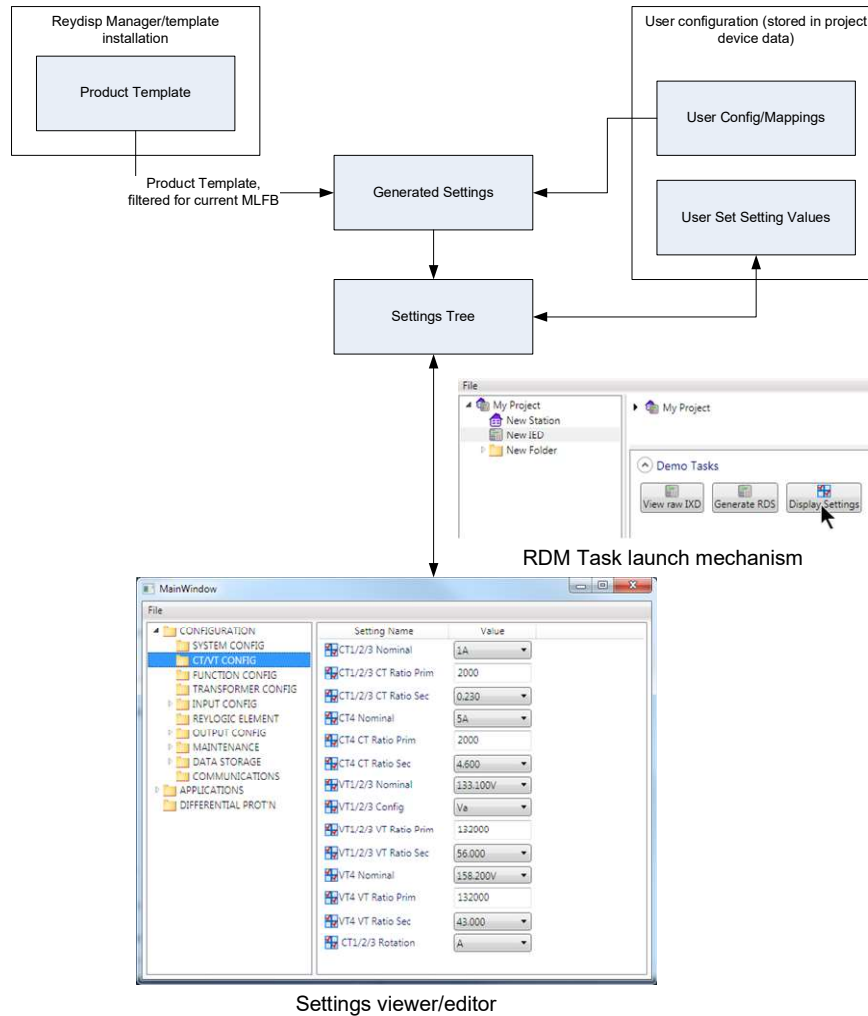 Reydisp Manager/template
installation
Product Template
User configuration (stored in project
device data)
User Config/Mappings
User Set Setting Values
Product Template,
filtered for current MLFB
Generated Settings
Settings Tree
File
My Project
New Station
New IED
New Folder
My Project
Demo Tasks
View raw IXD
Generate RDS
Display Settings
RDM Task launch mechanism
MainWindow
File
CONFIGURATION
SYSTEM CONFIG
CT/VT CONFIG
FUNCTION CONFIG
TRANSFORMER CONFIG
INPUT CONFIG
REYLOGIC ELEMENT
OUTPUT CONFIG
MAINTENANCE
DATA STORAGE
COMMUNICATIONS
APPLICATIONS
DIFFERENTIAL PROT'N
Setting Name Value
CT1/2/3 Nominal 1A
CT1/2/3 CT Ratio Prim 2000
CT1/2/3 CT Ratio Sec 0.230
CT4 Nominal 5A
CT4 CT Ratio Prim 2000
CT4 CT Ratio Sec 4.600
VT1/2/3 Nominal 133.100V
VT1/2/3 Config Va
VT1/2/3 VT Ratio Prim 132000
VT1/2/3 VT Ratio Sec 56.000
VT4 Nominal 158.200V
VT4 VT Ratio Prim 132000
VT4 VT Ratio Sec 43.000
CT1/2/3 Rotation A
Settings viewer/editor